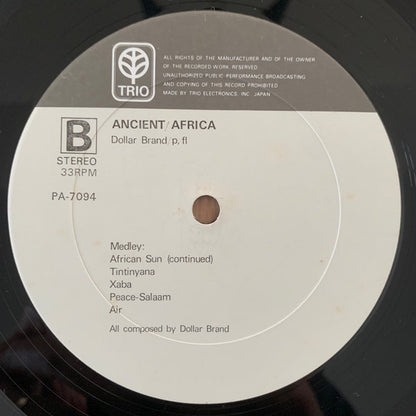 TRIO
ALL RIGHTS OF THE MANUFACTURER AND OF THE OWNER
OF THE RECORDED WORK RESERVED
UNAUTHORIZED PUBLIC PERFORMANCE BROADCASTING
AND COPYING OF THIS RECORD PROHIBITED
MADE BY TRIO ELECTRONICS, INC. JAPAN
B
STEREO
33RPM
PA-7094
ANCIENT AFRICA
Dollar Brand/p, fl
Medley:
African Sun (continued)
Tintinyana
Xaba
Peace-Salaam
Air
All composed by Dollar Brand